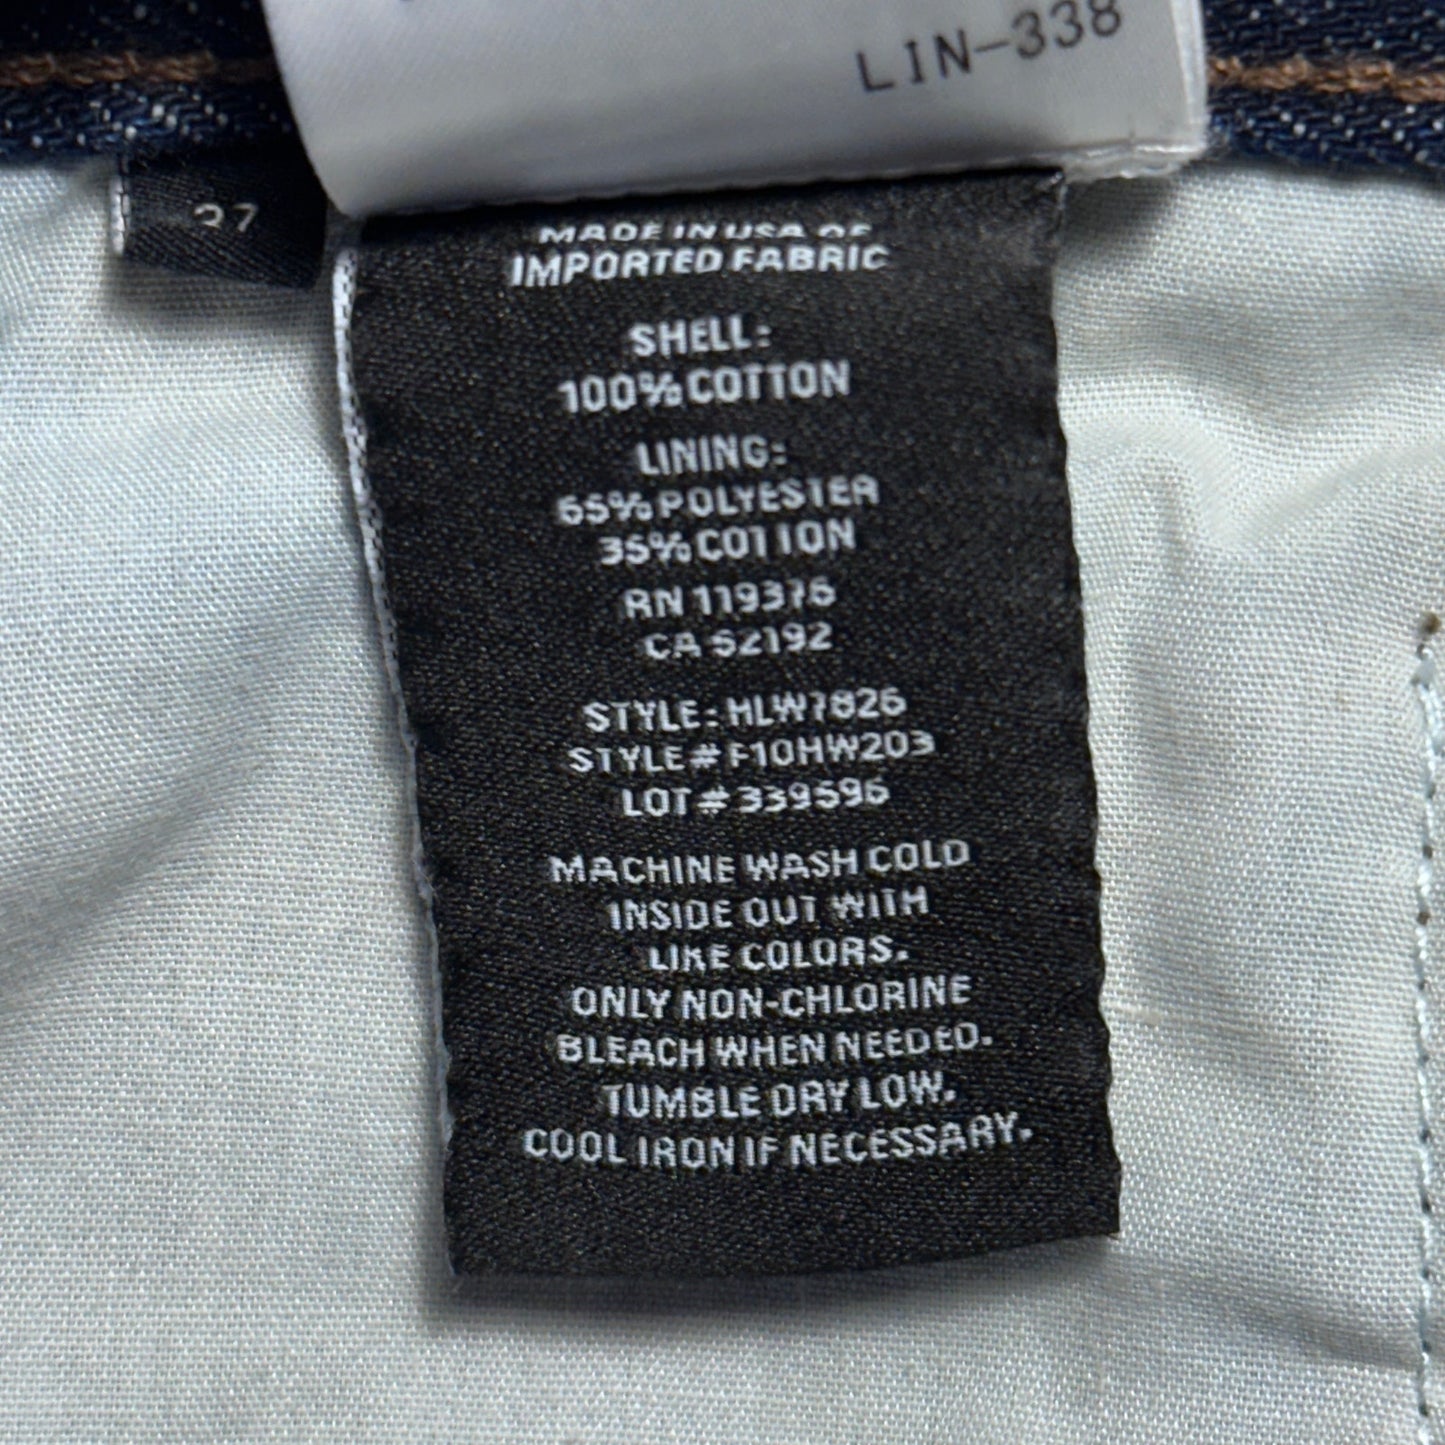 LIN-338
27
MADE IN USA OF
IMPORTED FABRIC
SHELL:
100% COTTON
LINING:
65% POLYESTER
35% COTTON
RN 119376
CA 52192
STYLE: HLW7826
STYLE # F10HW203
LOT # 339596
MACHINE WASH COLD
INSIDE OUT WITH
LIKE COLORS.
ONLY NON-CHLORINE
BLEACH WHEN NEEDED.
TUMBLE DRY LOW.
COOL IRON IF NECESSARY.